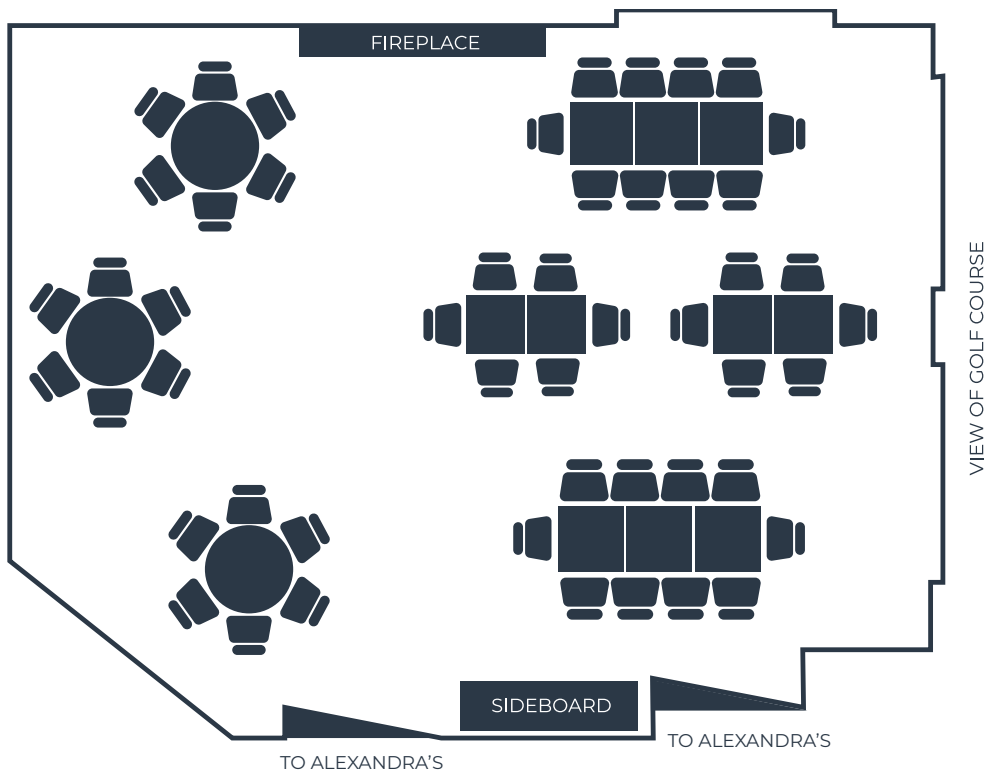 FIREPLACE
VIEW OF GOLF COURSE
SIDEBOARD
TO ALEXANDRA’S
TO ALEXANDRA’S